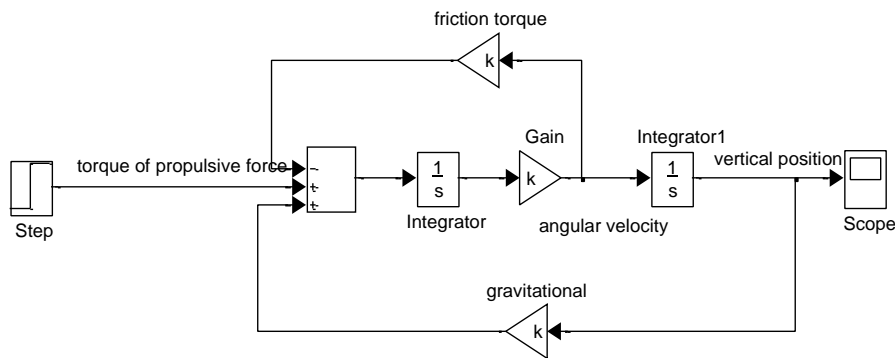 friction torque
k
Gain
Integrator1
torque of propulsive force
−
+
+
1
s
k
1
s
vertical position
Step
Integrator
angular velocity
Scope
gravitational
k